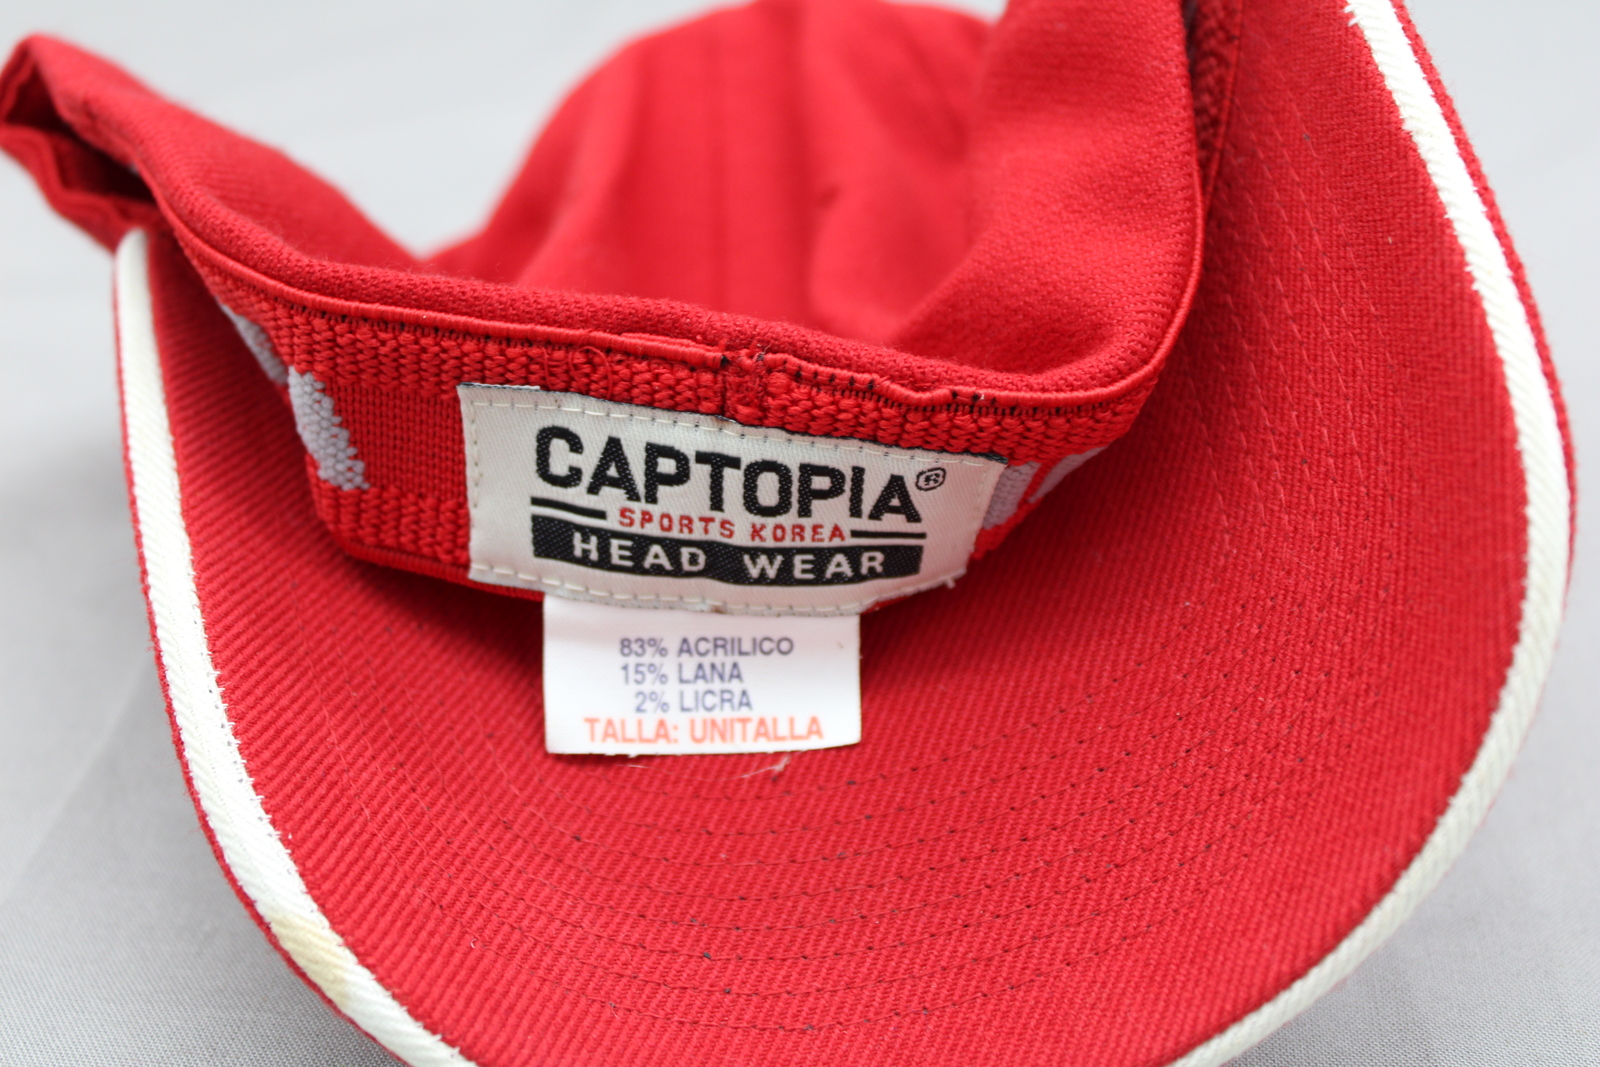 CAPTOPIA®
SPORTS KOREA
HEAD WEAR
83% ACRILICO
15% LANA
2% LICRA
TALLA: UNITALLA